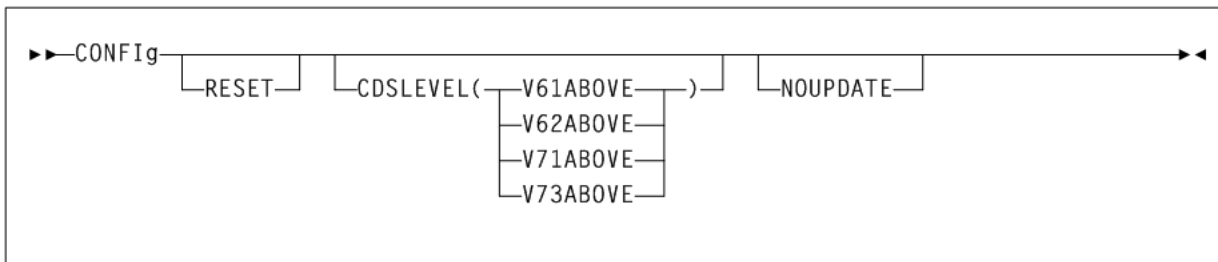 CONFIg
RESET
CDSLEVEL( V61ABOVE )
V62ABOVE
V71ABOVE
V73ABOVE
NOUPDATE